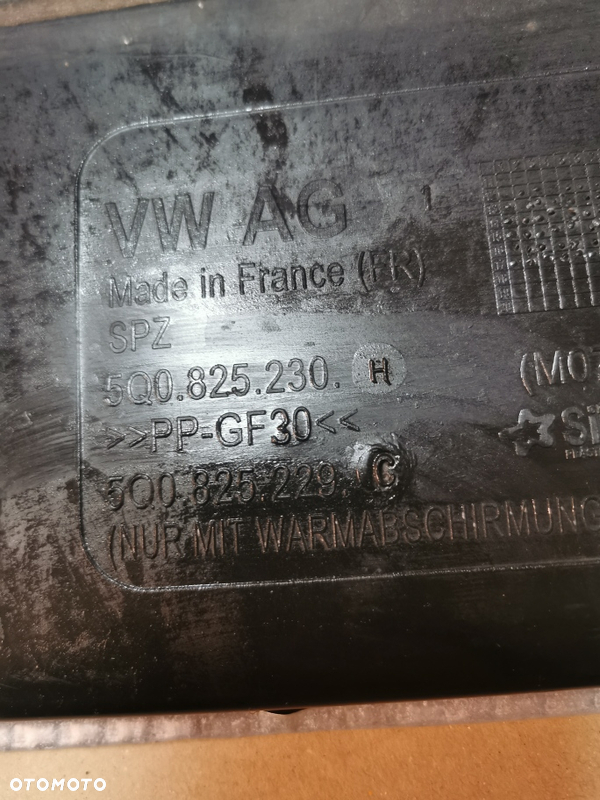 VW AG 1
Made in France (FR)
SPZ
5Q0.825.230. H
>>PP-GF30<<
5Q0.825.229. C
(NUR MIT WARMABSCHIRMUNG
OTOMOTO